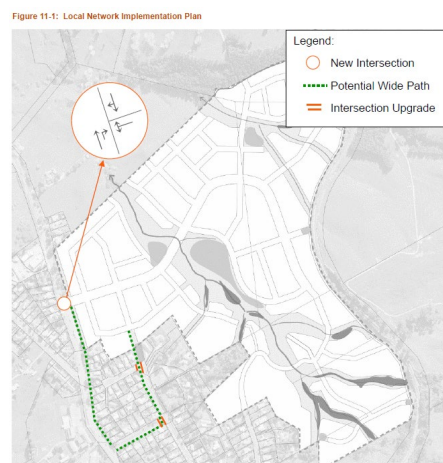 Figure 11-1: Local Network Implementation Plan
Legend:
New Intersection
Potential Wide Path
Intersection Upgrade